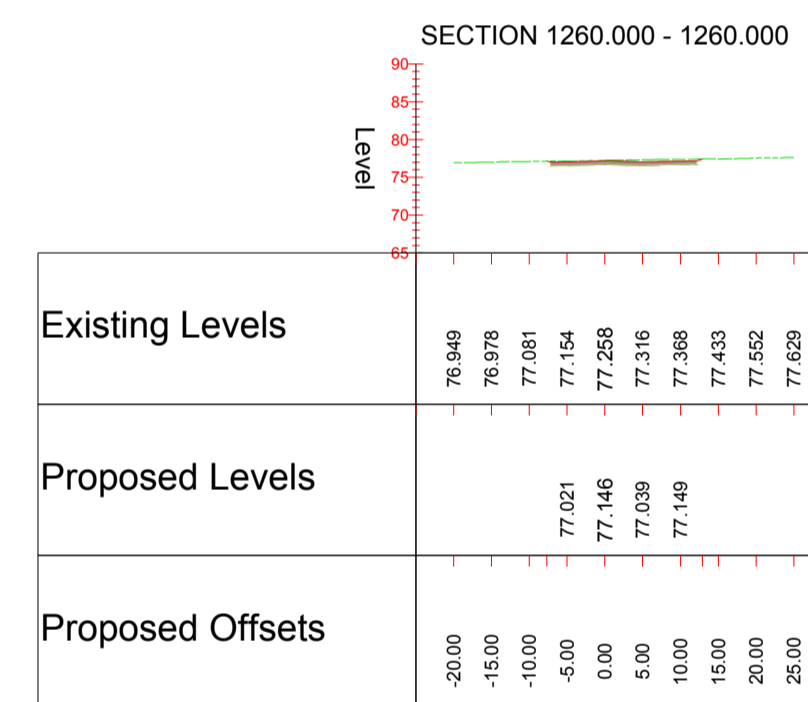 SECTION 1260.000 - 1260.000
90
85
80
75
70
65
Level
Existing Levels
76.949 76.978 77.081 77.154 77.258 77.316 77.368 77.433 77.552 77.629
Proposed Levels
77.021 77.146 77.039 77.149
Proposed Offsets
-20.00 -15.00 -10.00 -5.00 0.00 5.00 10.00 15.00 20.00 25.00